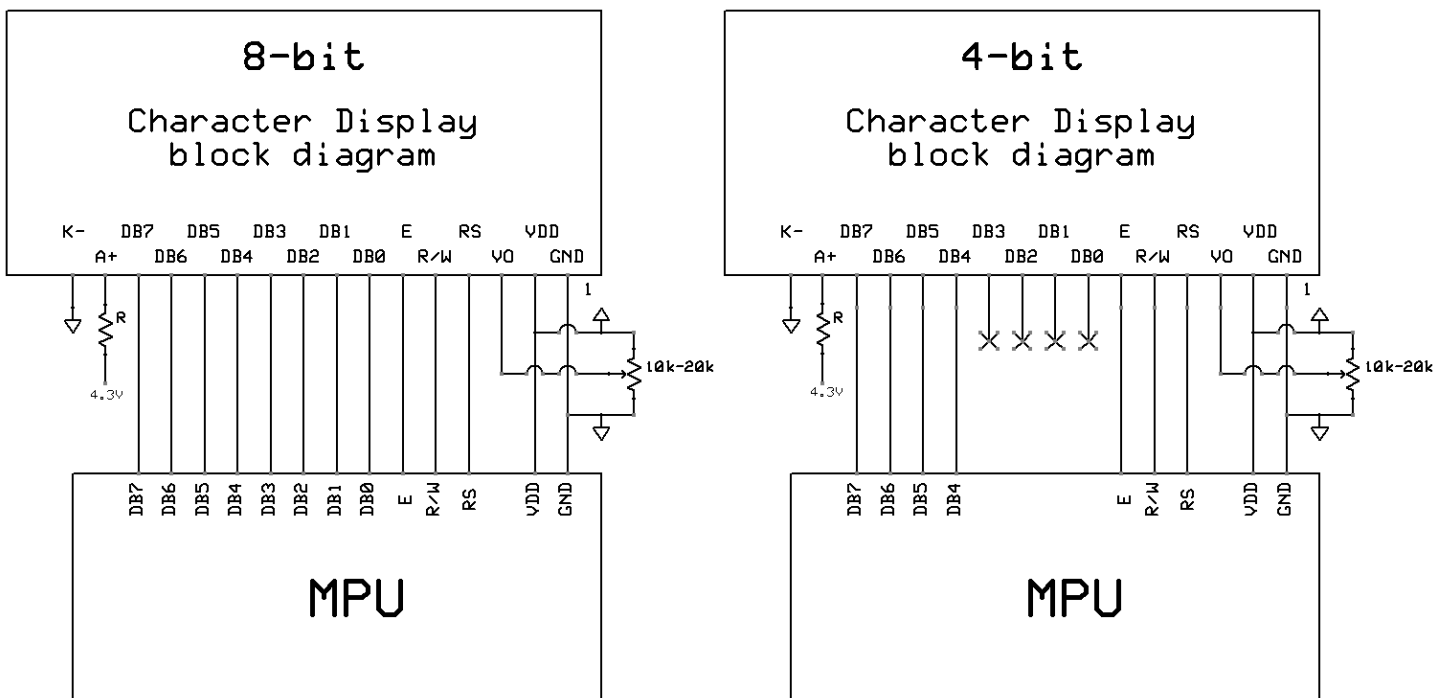 8-bit
Character Display
block diagram
K- DB7 DB5 DB3 DB1 E RS VDD
A+ DB6 DB4 DB2 DB0 R/W VO GND
1
R
10k-20k
4.3V
DB7 DB6 DB5 DB4 DB3 DB2 DB1 DB0 E R/W RS VDD GND
MPU
4-bit
Character Display
block diagram
K- DB7 DB5 DB3 DB1 E RS VDD
A+ DB6 DB4 DB2 DB0 R/W VO GND
1
R
10k-20k
4.3V
DB7 DB6 DB5 DB4 E R/W RS VDD GND
MPU